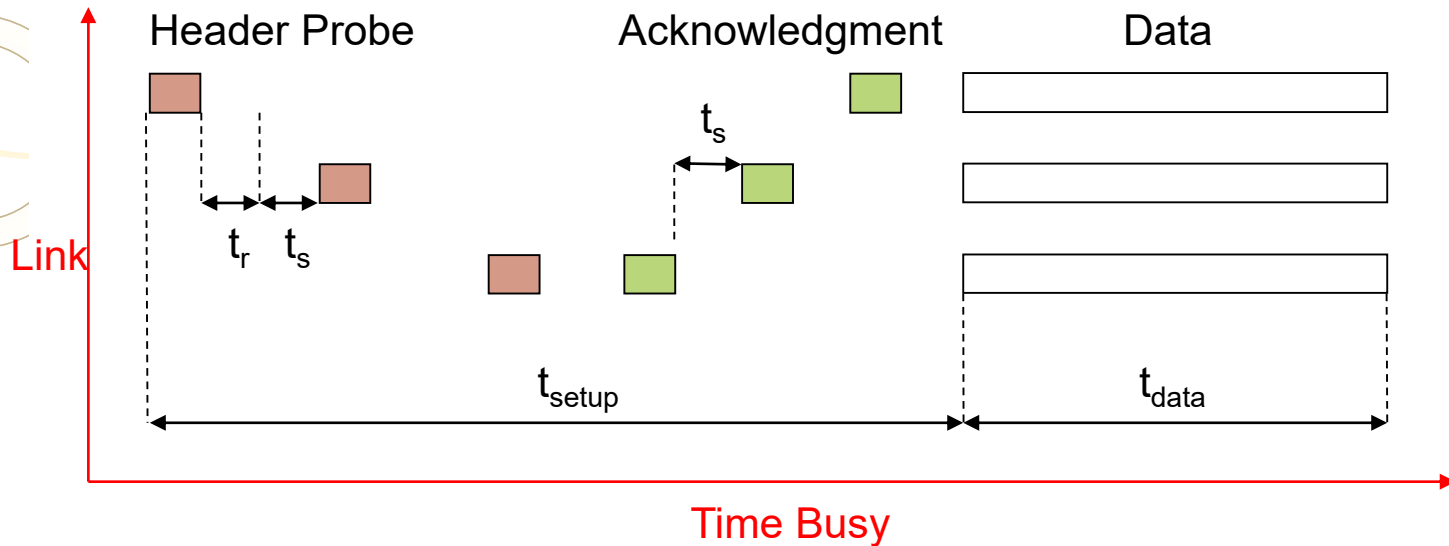 Header Probe
Acknowledgment
Data
ts
tr
ts
Link
tsetup
tdata
Time Busy